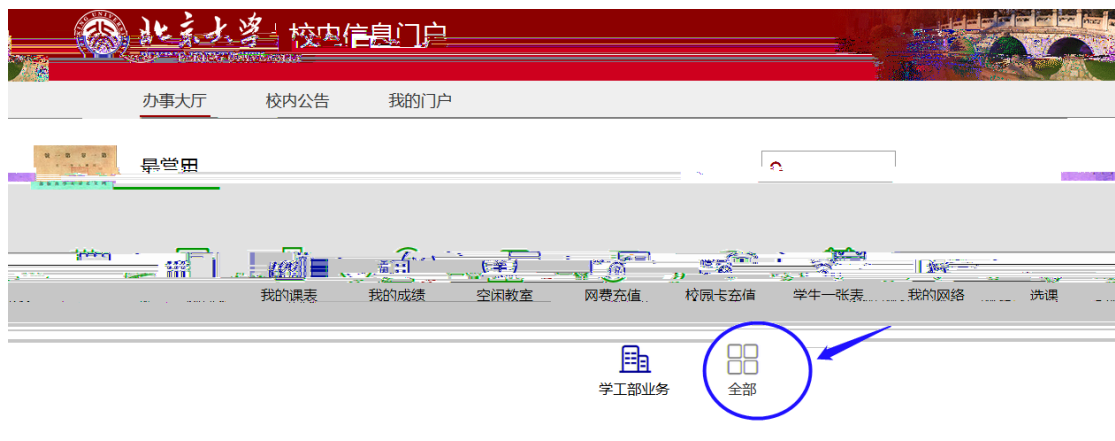 北京大学 校内信息门户
办事大厅 校内公告 我的门户
最常用
我的课表 我的成绩 空闲教室 网费充值 校园卡充值 学生一张表 我的网络 选课
学工部业务 全部